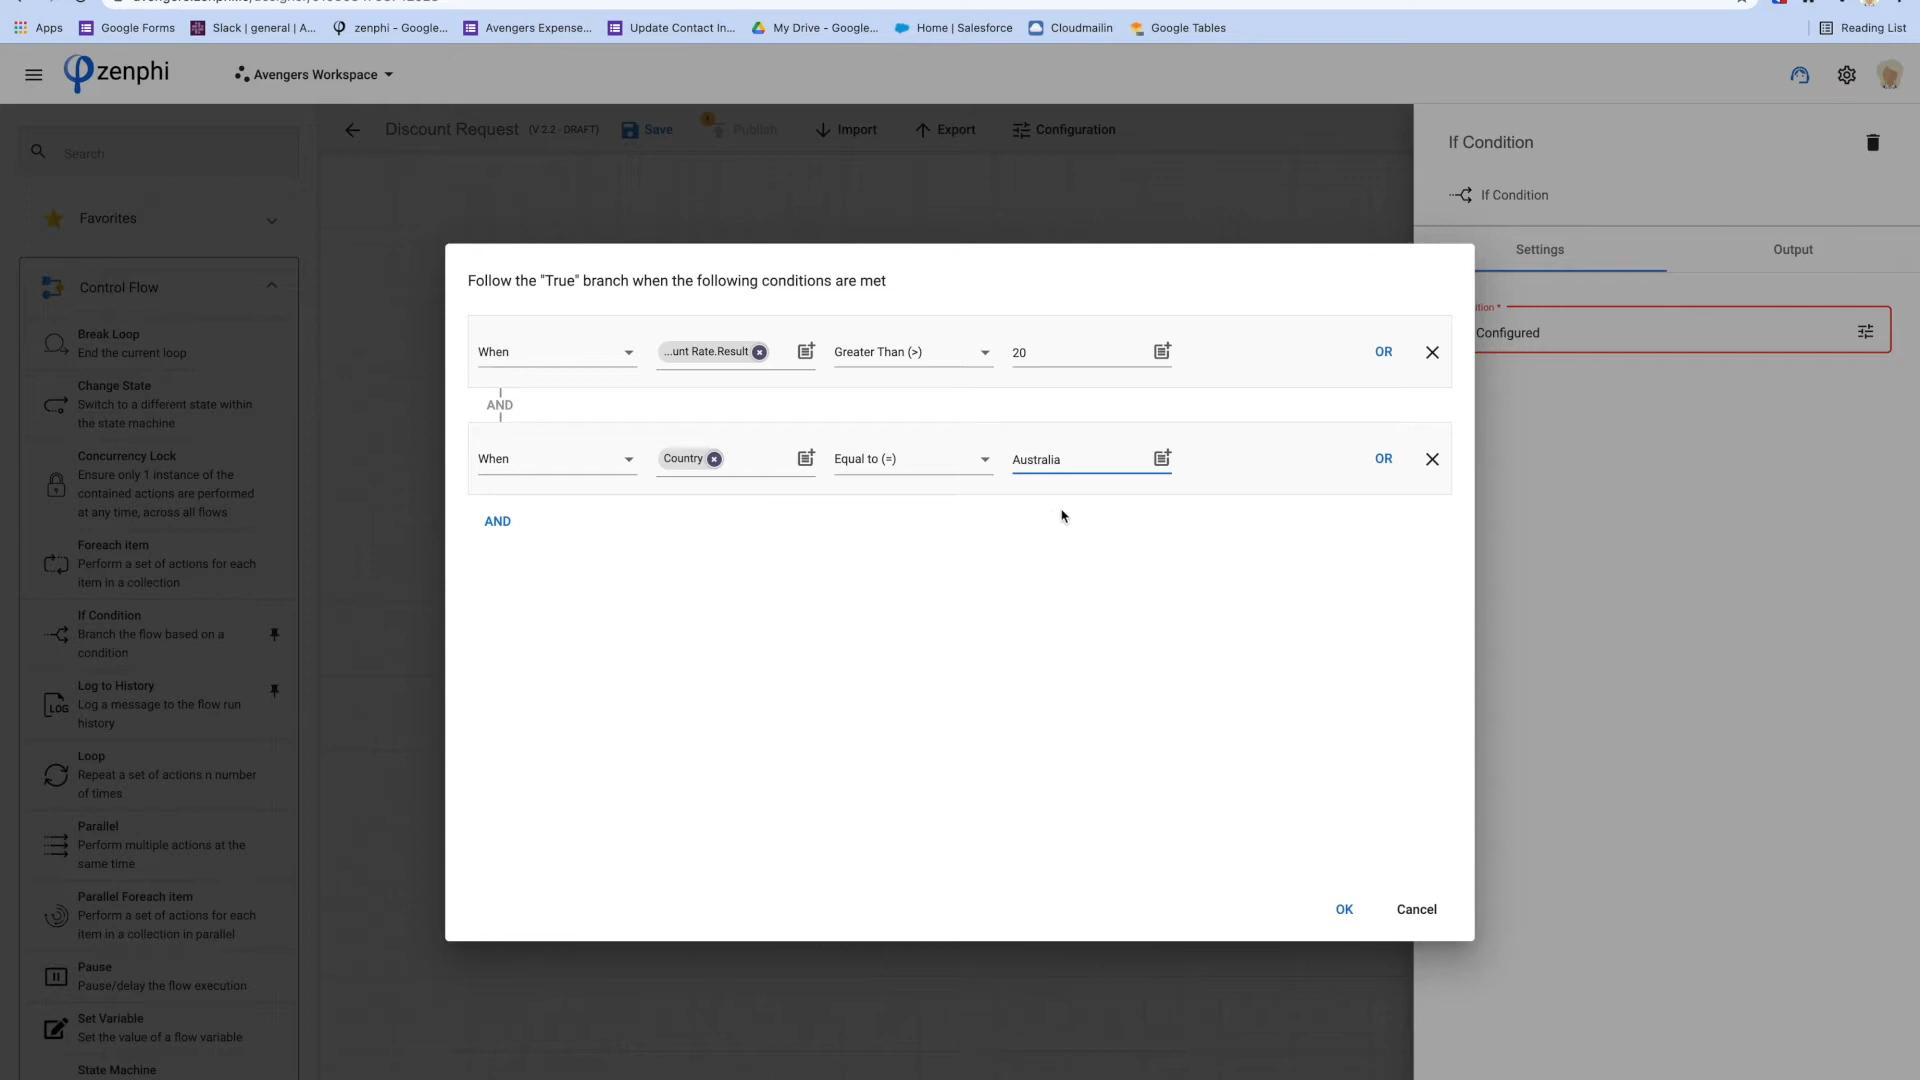 Apps
Google Forms
Slack | general | A...
zenphi - Google...
Avengers Expense...
Update Contact In...
My Drive - Google...
Home | Salesforce
Cloudmailin
Google Tables
Reading List
zenphi
Avengers Workspace
Discount Request (V 2.2 - DRAFT)
Save
Publish
Import
Export
Configuration
If Condition
If Condition
Settings
Output
ition *
Configured
Search
Favorites
Control Flow
Break Loop
End the current loop
Change State
Switch to a different state within
the state machine
Concurrency Lock
Ensure only 1 instance of the
contained actions are performed
at any time, across all flows
Foreach item
Perform a set of actions for each
item in a collection
If Condition
Branch the flow based on a
condition
Log to History
LOG
Log a message to the flow run
history
Loop
Repeat a set of actions n number
of times
Parallel
Perform multiple actions at the
same time
Parallel Foreach item
Perform a set of actions for each
item in a collection in parallel
Pause
Pause/delay the flow execution
Set Variable
Set the value of a flow variable
State Machine
Follow the "True" branch when the following conditions are met
When ...unt Rate.Result Greater Than (>) 20 OR
AND
When Country Equal to (=) Australia OR
AND
OK
Cancel